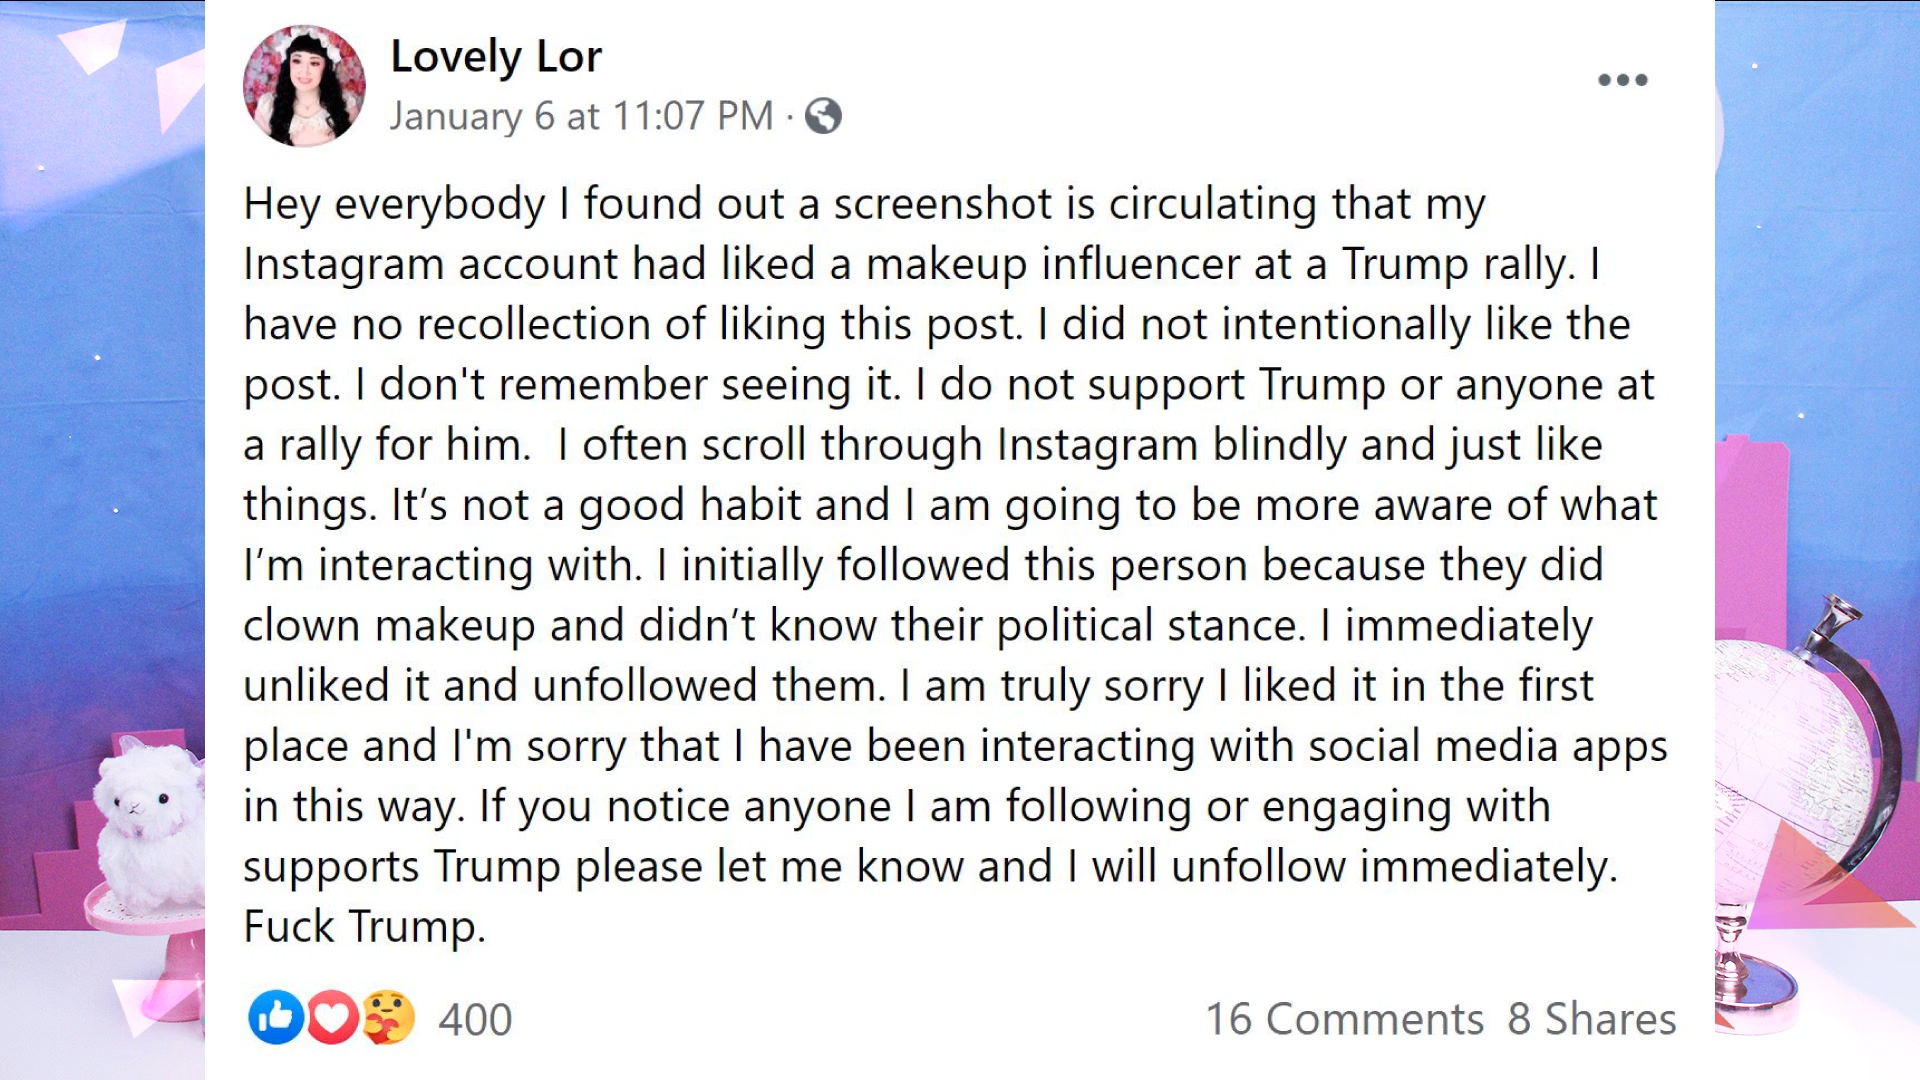 Lovely Lor
January 6 at 11:07 PM ·
Hey everybody I found out a screenshot is circulating that my
Instagram account had liked a makeup influencer at a Trump rally. I
have no recollection of liking this post. I did not intentionally like the
post. I don't remember seeing it. I do not support Trump or anyone at
a rally for him.  I often scroll through Instagram blindly and just like
things. It’s not a good habit and I am going to be more aware of what
I’m interacting with. I initially followed this person because they did
clown makeup and didn’t know their political stance. I immediately
unliked it and unfollowed them. I am truly sorry I liked it in the first
place and I'm sorry that I have been interacting with social media apps
in this way. If you notice anyone I am following or engaging with
supports Trump please let me know and I will unfollow immediately.
Fuck Trump.
400
16 Comments 8 Shares